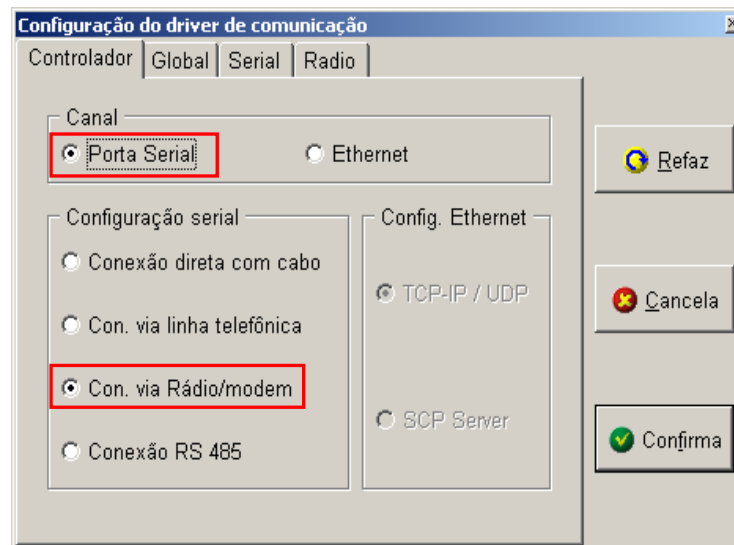 Configuração do driver de comunicação
Controlador Global Serial Radio
Canal
Porta Serial Ethernet
Refaz
Configuração serial Config. Ethernet
Conexão direta com cabo
TCP-IP / UDP
Cancela
Con. via linha telefônica
Con. via Rádio/modem
SCP Server
Confirma
Conexão RS 485